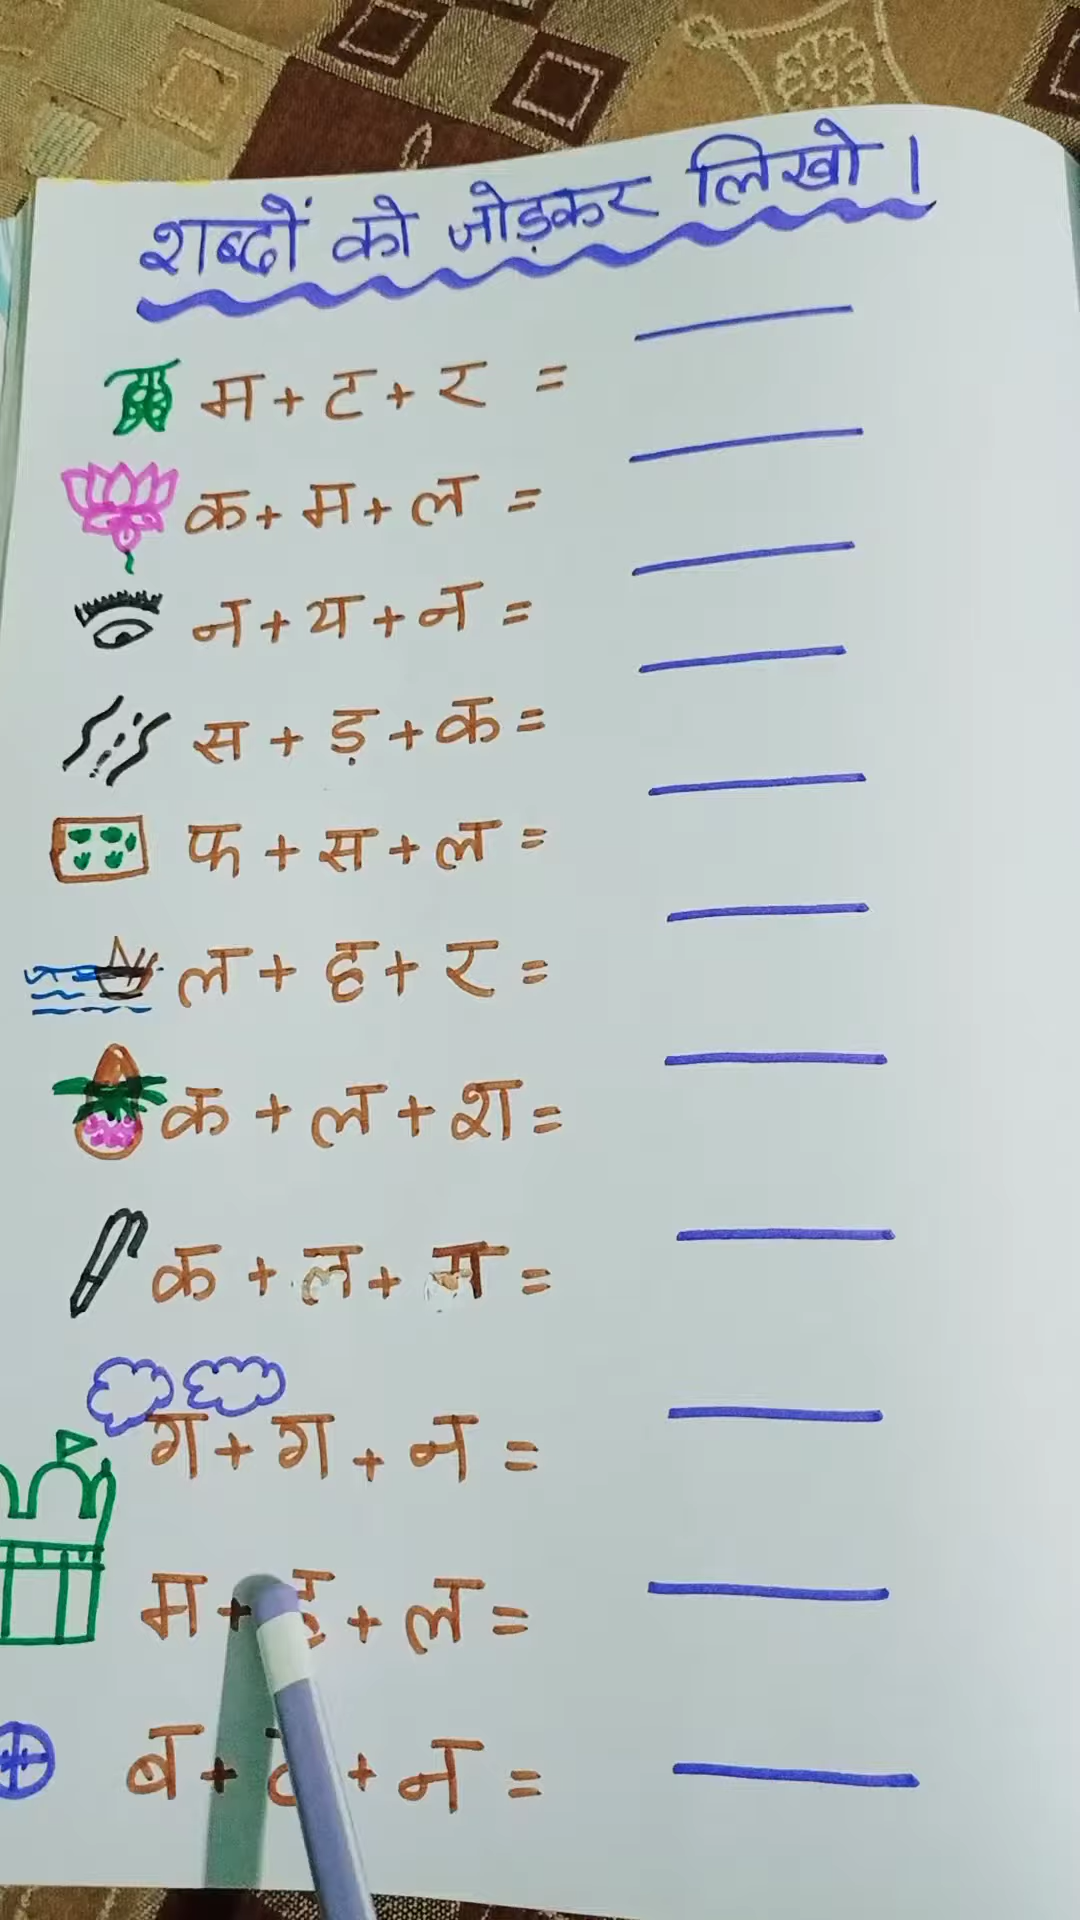 शब्दों को जोड़कर लिखो।
म + ट + र =
क + म + ल =
न + य + न =
स + ड़ + क =
फ + स + ल =
ल + ह + र =
क + ल + श =
क + ल + म =
ग + ग + न =
म + ह + ल =
ब + + न =